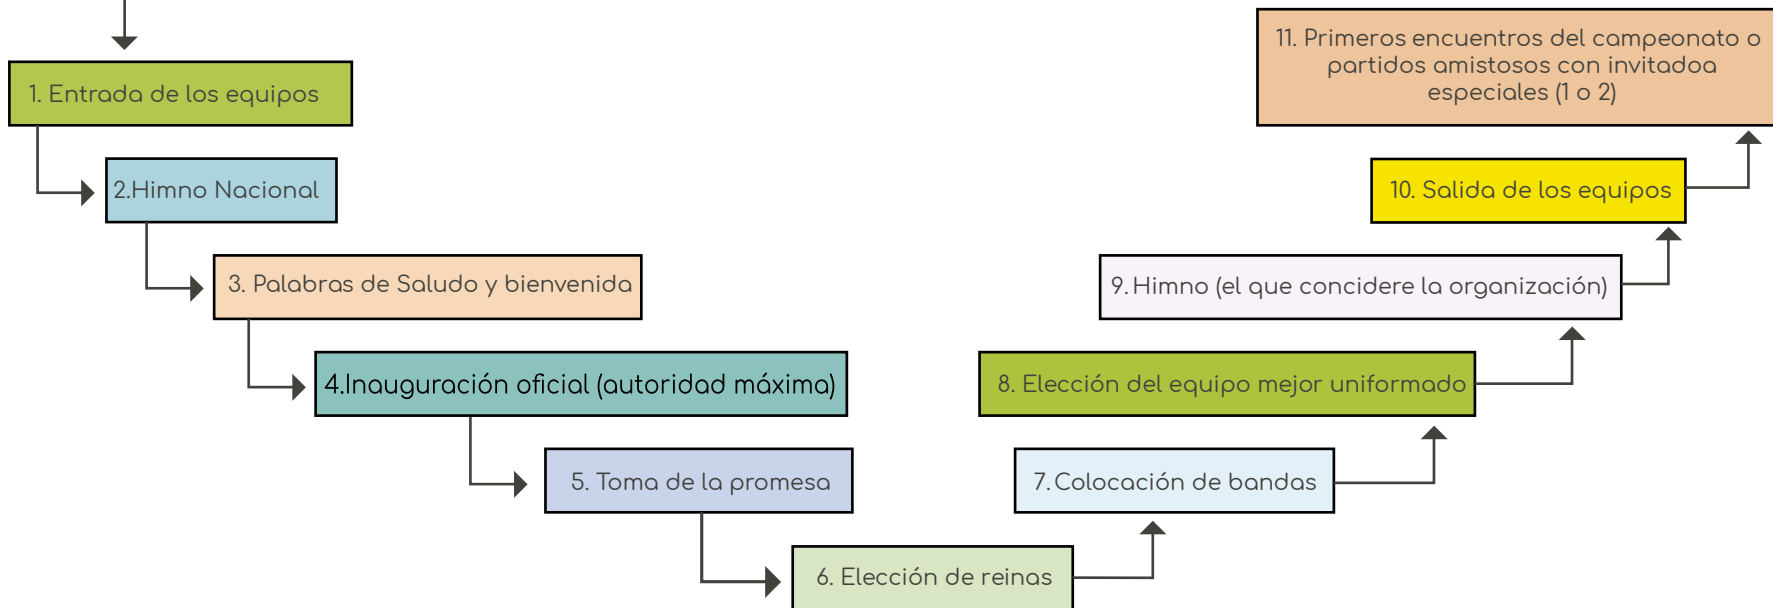 1. Entrada de los equipos
2.Himno Nacional
3. Palabras de Saludo y bienvenida
4.Inauguración oficial (autoridad máxima)
5. Toma de la promesa
6. Elección de reinas
7. Colocación de bandas
8. Elección del equipo mejor uniformado
9. Himno (el que concidere la organización)
10. Salida de los equipos
11. Primeros encuentros del campeonato o
partidos amistosos con invitadoa
especiales (1 o 2)